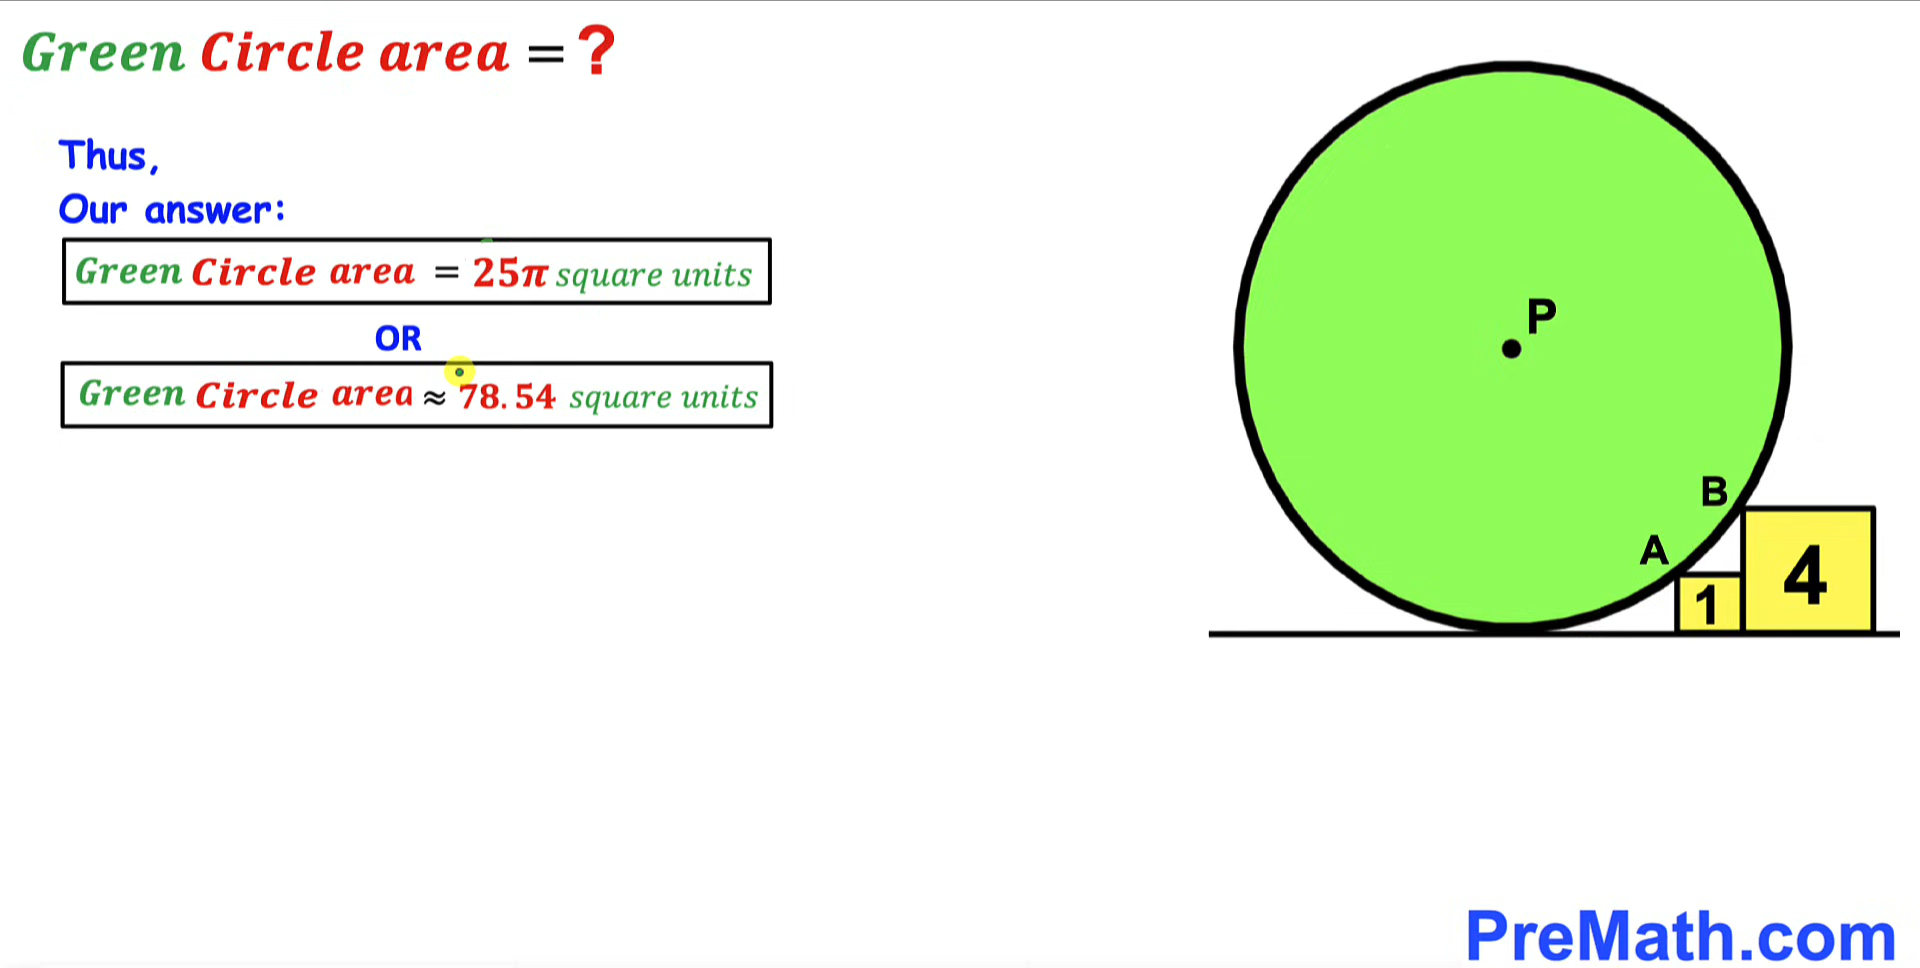 Green Circle area = ?
Thus,
Our answer:
Green Circle area = 25π square units
OR
Green Circle area ≈ 78.54 square units
P
B
A
1
4
PreMath.com